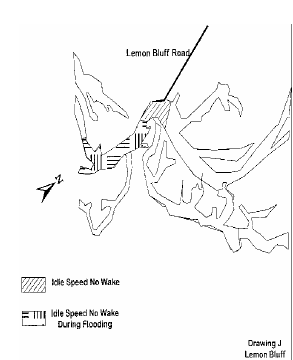 Lemon Bluff Road
N
Idle Speed No Wake
Idle Speed No Wake
During Flooding
Drawing J
Lemon Bluff